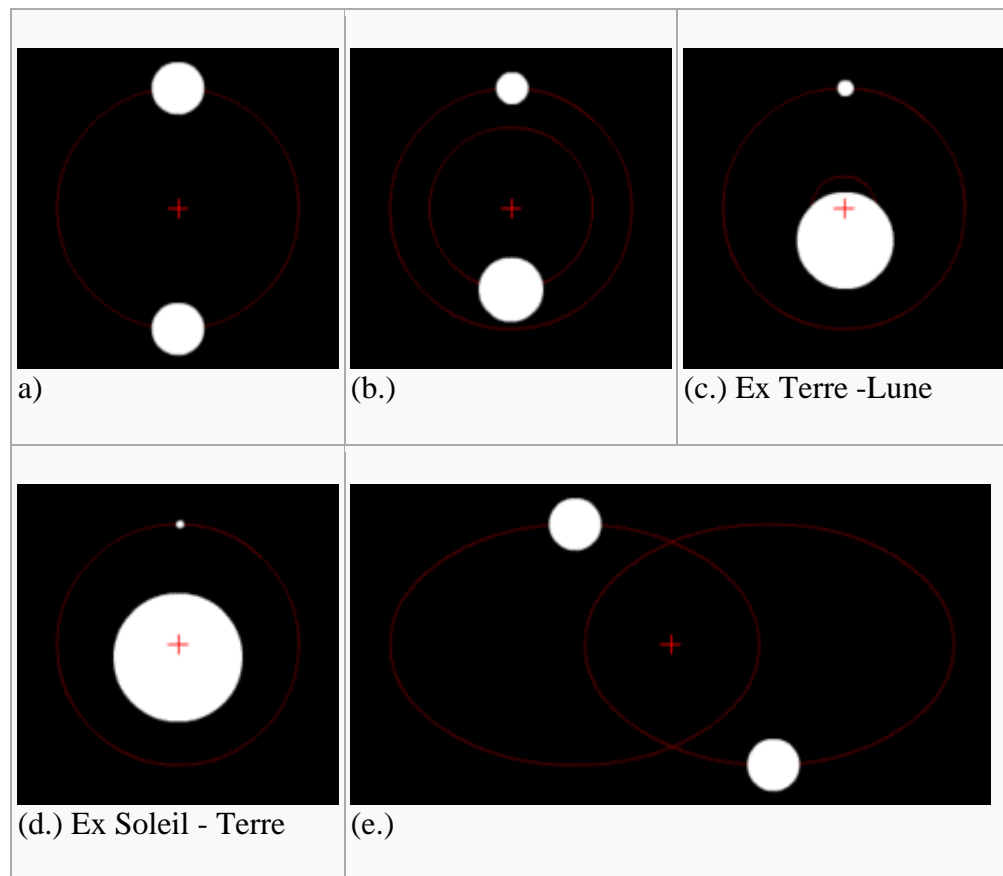 a)
(b.)
(c.) Ex Terre -Lune
(d.) Ex Soleil - Terre
(e.)